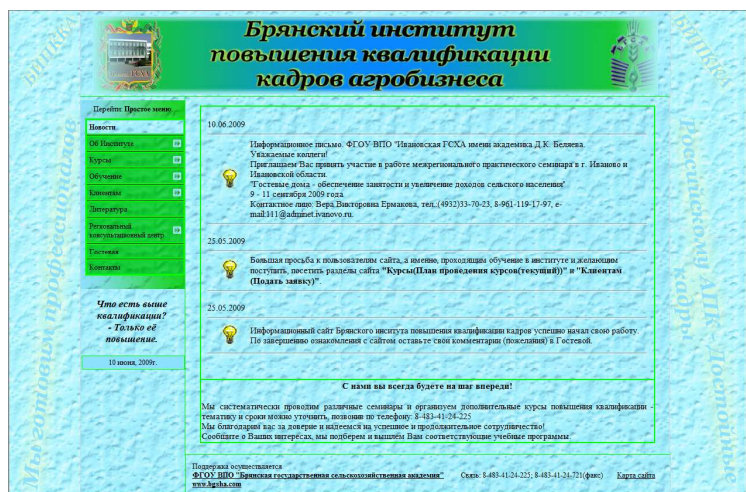 Брянский институт
повышения квалификации
кадров агробизнеса
Перейти: Простое меню
Новости
Об Институте
Курсы
Обучение
Клиентам
Литература
Региональный
консультационный центр
Гостевая
Контакты
Что есть выше
квалификации?
- Только её
повышение.
10 июня, 2009г.
10.06.2009
Информационное письмо. ФГОУ ВПО "Ивановская ГСХА имени академика Д.К. Беляева.
Уважаемые коллеги!
Приглашаем Вас принять участие в работе межрегионального практического семинара в г. Иваново и
Ивановской области.
"Гостевые дома - обеспечение занятости и увеличение доходов сельского населения"
9 - 11 сентября 2009 года.
Контактное лицо: Вера Викторовна Ермакова, тел.:(4932)33-70-23, 8-961-119-17-97, e-
mail:111@adminet.ivanovo.ru.
25.05.2009
Большая просьба к пользователям сайта, а именно, проходящим обучение в институте и желающим
поступить, посетить разделы сайта "Курсы(План проведения курсов(текущий))" и "Клиентам
(Подать заявку)".
25.05.2009
Информационный сайт Брянского инситута повышения квалификации кадров успешно начал свою работу.
По завершению ознакомления с сайтом оставьте свои комментарии (пожелания) в Гостевой.
С нами вы всегда будете на шаг впереди!
Мы систематически проводим различные семинары и организуем дополнительные курсы повышения квалификации -
тематику и сроки можно уточнить, позвонив по телефону: 8-483-41-24-225
Мы благодарим вас за доверие и надеемся на успешное и продолжительное сотрудничество!
Сообщите о Ваших интересах, мы подберем и вышлём Вам соответствующие учебные программы.
Поддержка осуществляется
ФГОУ ВПО "Брянская государственная сельскохозяйственная академия"
www.bgsha.com
Связь: 8-483-41-24-225; 8-483-41-24-721(факс)
Карта сайта